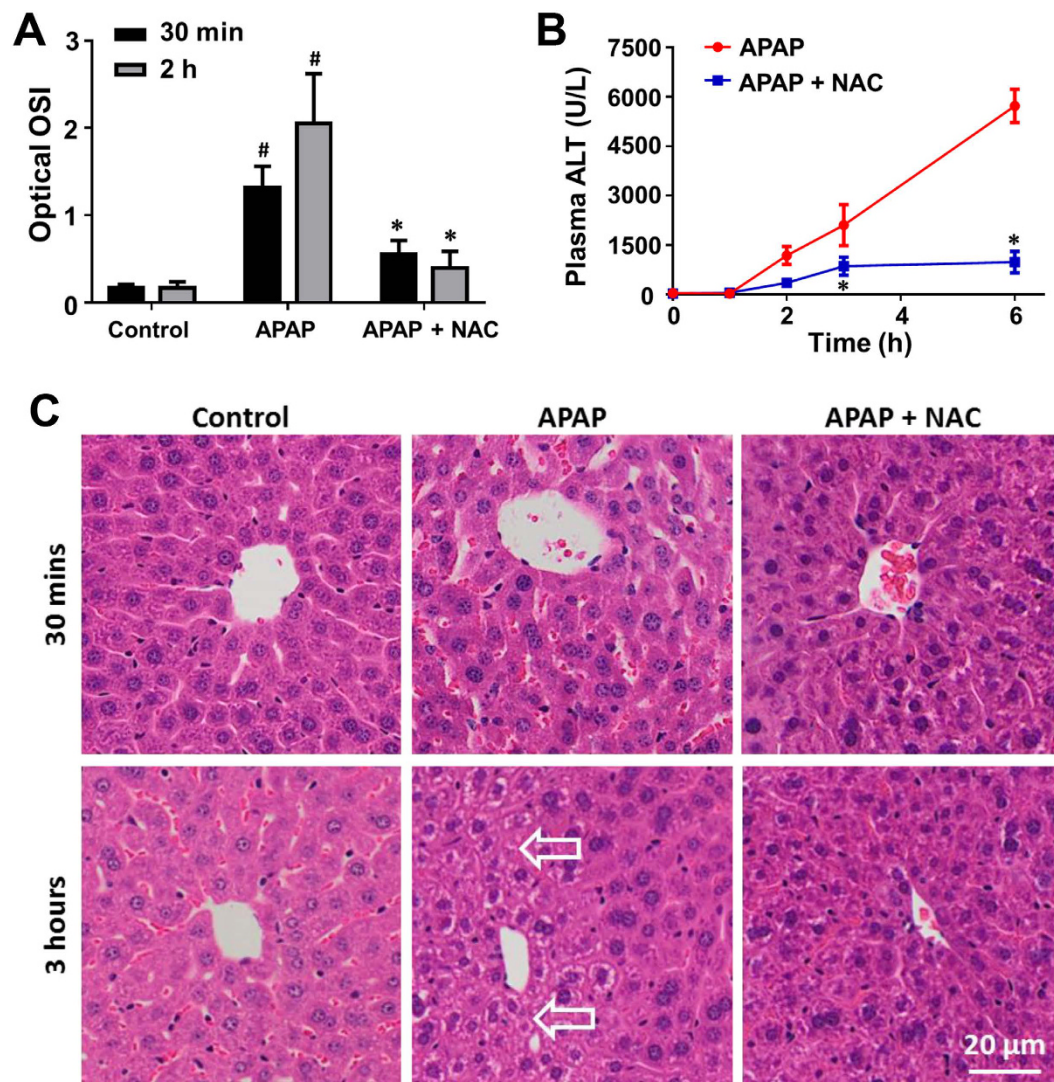 A
Optical OSI
3
2
1
0
30 min
2 h
#
#
*
*
Control
APAP
APAP + NAC
B
Plasma ALT (U/L)
7500
6000
4500
3000
1500
0
APAP
APAP + NAC
*
*
0
2
4
6
Time (h)
C
Control
APAP
APAP + NAC
30 mins
3 hours
20 µm